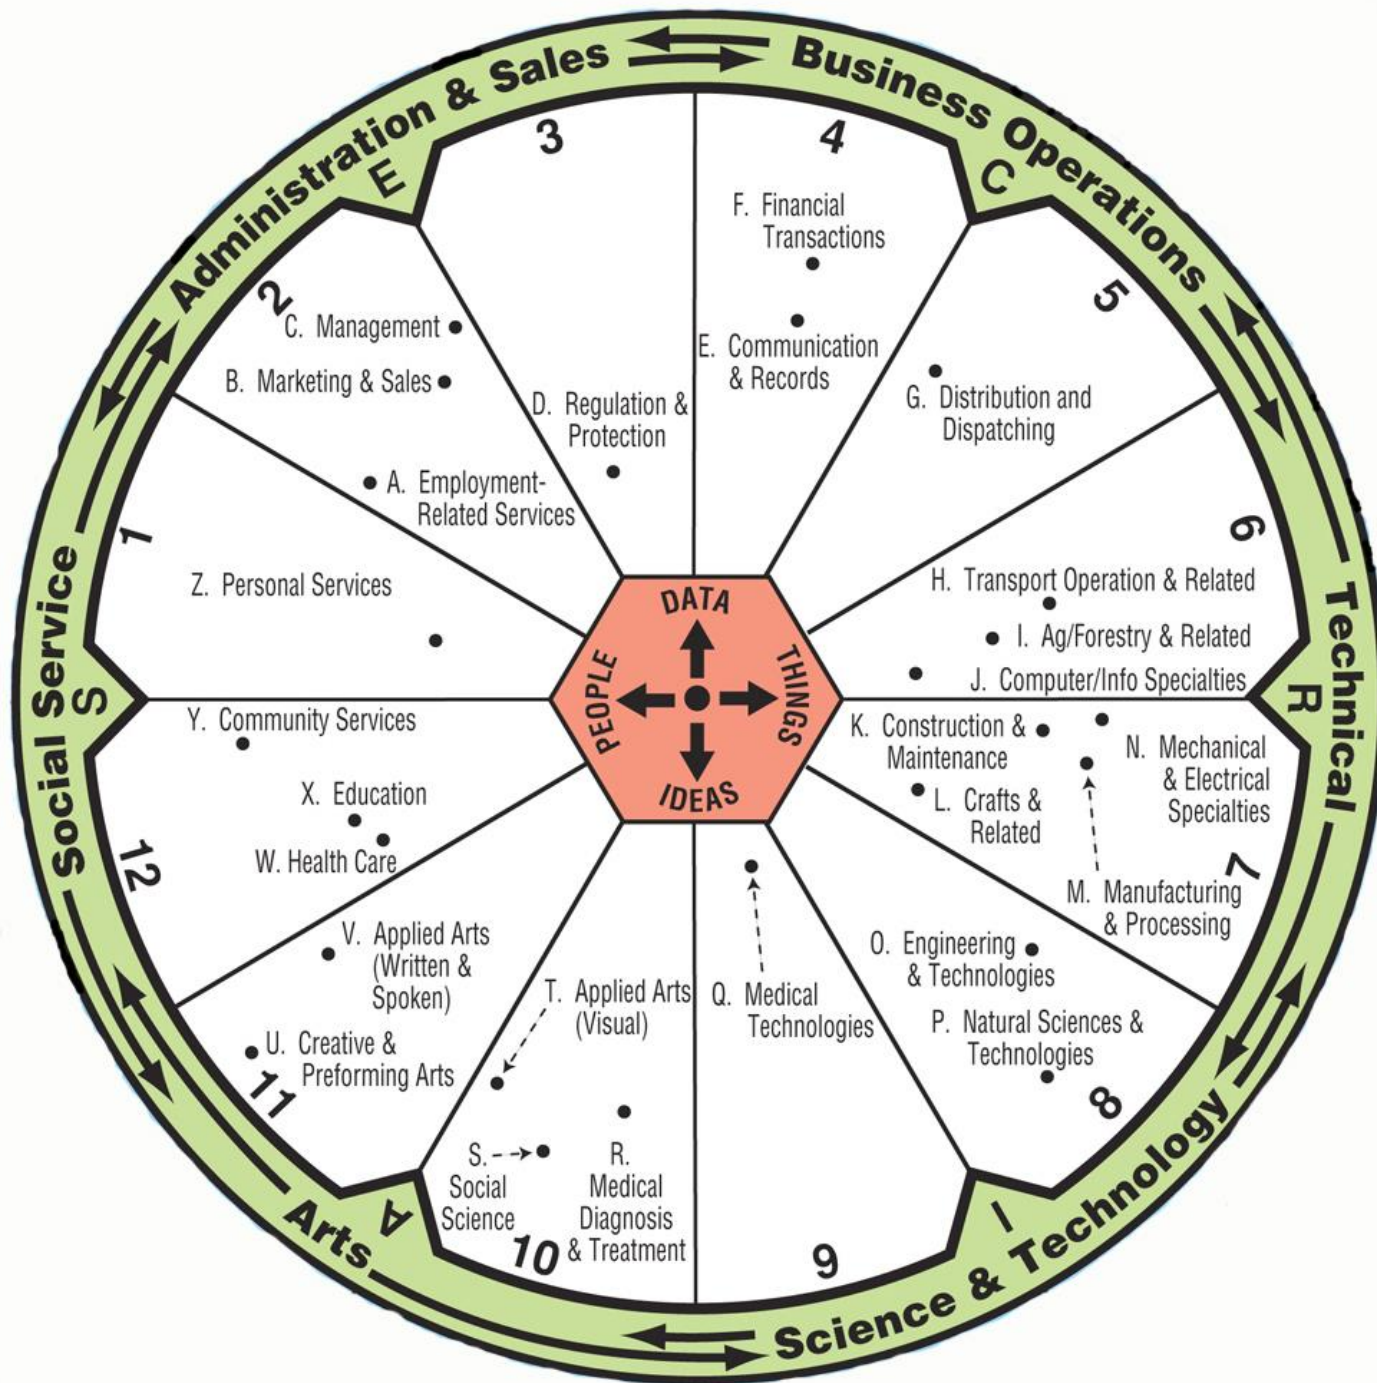 Administration & Sales
Business Operations
Technical
Science & Technology
Arts
Social Service
E
C
R
I
A
S
1
Z. Personal Services
2
C. Management
B. Marketing & Sales
A. Employment-
Related Services
3
D. Regulation &
Protection
4
F. Financial
Transactions
E. Communication
& Records
5
G. Distribution and
Dispatching
6
H. Transport Operation & Related
I. Ag/Forestry & Related
J. Computer/Info Specialties
K. Construction &
Maintenance
L. Crafts &
Related
N. Mechanical
& Electrical
Specialties
M. Manufacturing
& Processing
7
O. Engineering
& Technologies
P. Natural Sciences &
Technologies
8
Q. Medical
Technologies
9
T. Applied Arts
(Visual)
S.
Social
Science
R.
Medical
Diagnosis
& Treatment
10
V. Applied Arts
(Written &
Spoken)
U. Creative &
Preforming Arts
11
Y. Community Services
X. Education
W. Health Care
12
DATA
THINGS
IDEAS
PEOPLE